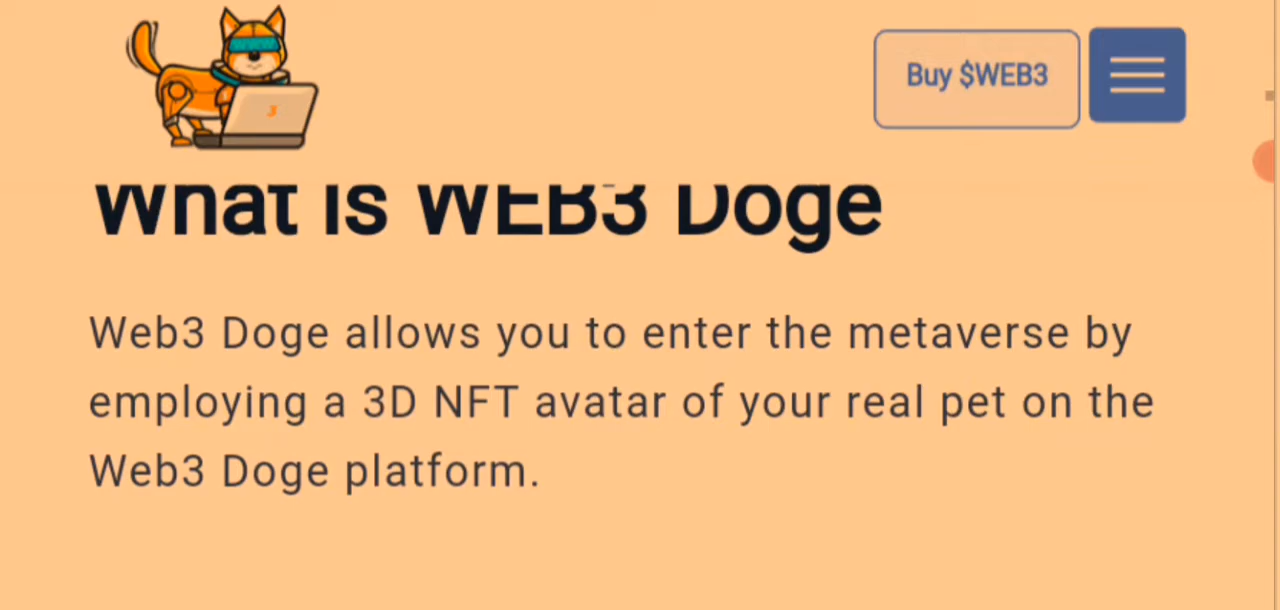 Buy $WEB3
3
What is WEB3 Doge
Web3 Doge allows you to enter the metaverse by
employing a 3D NFT avatar of your real pet on the
Web3 Doge platform.